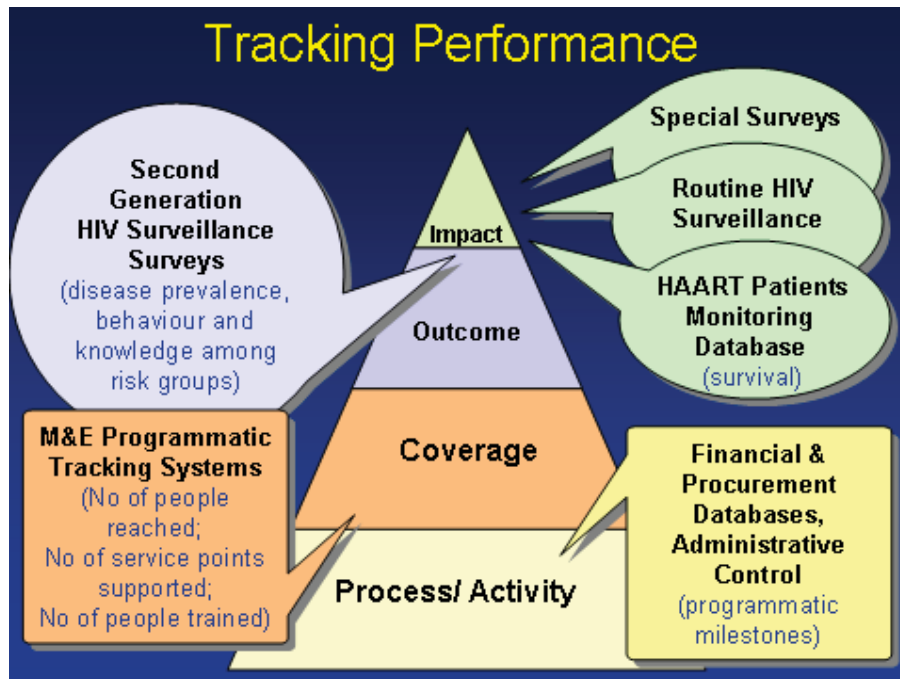 Tracking Performance
Second
Generation
HIV Surveillance
Surveys
(disease prevalence,
behaviour and
knowledge among
risk groups)
Special Surveys
Routine HIV
Surveillance
HAART Patients
Monitoring
Database
(survival)
Impact
Outcome
Coverage
Process/ Activity
M&E Programmatic
Tracking Systems
(No of people
reached;
No of service points
supported;
No of people trained)
Financial &
Procurement
Databases,
Administrative
Control
(programmatic
milestones)